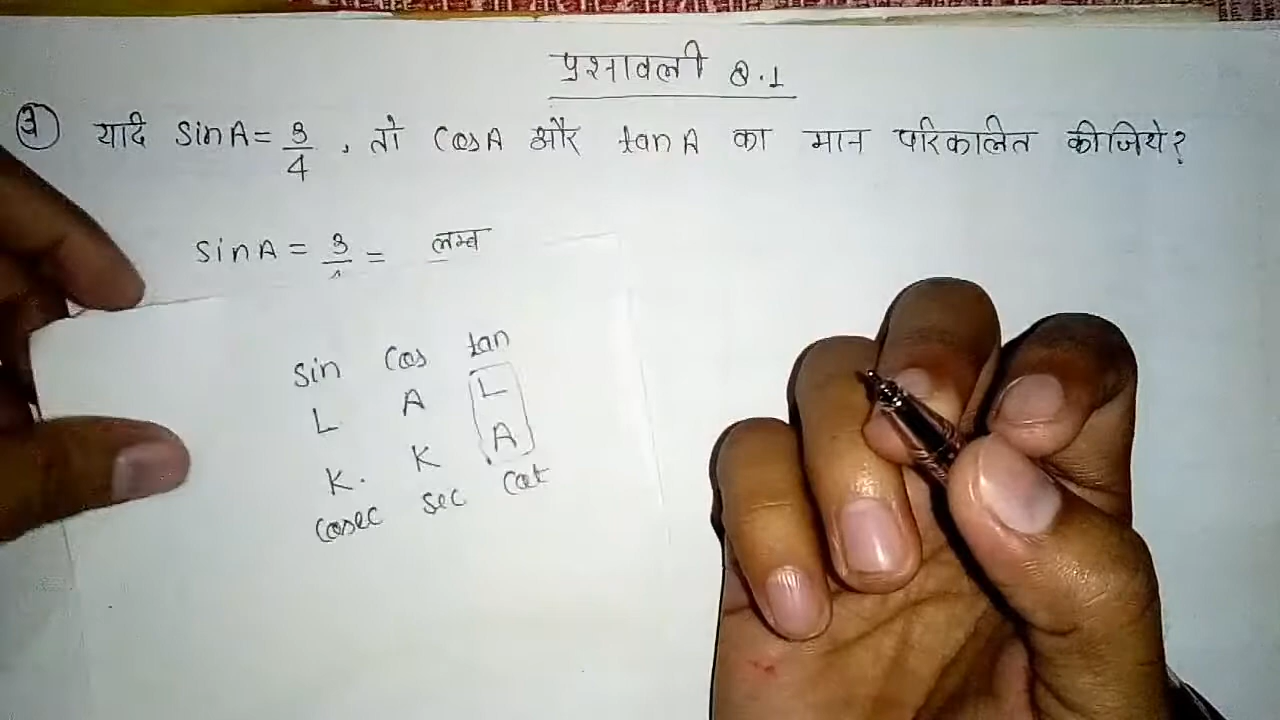 प्रश्नावली 8.1
③ यदि sinA = 3/4 , तो cosA और tanA का मान परिकलित कीजिये?
sinA = 3/ = लम्ब
sin cos tan
L A L
K. K A
cosec sec cot